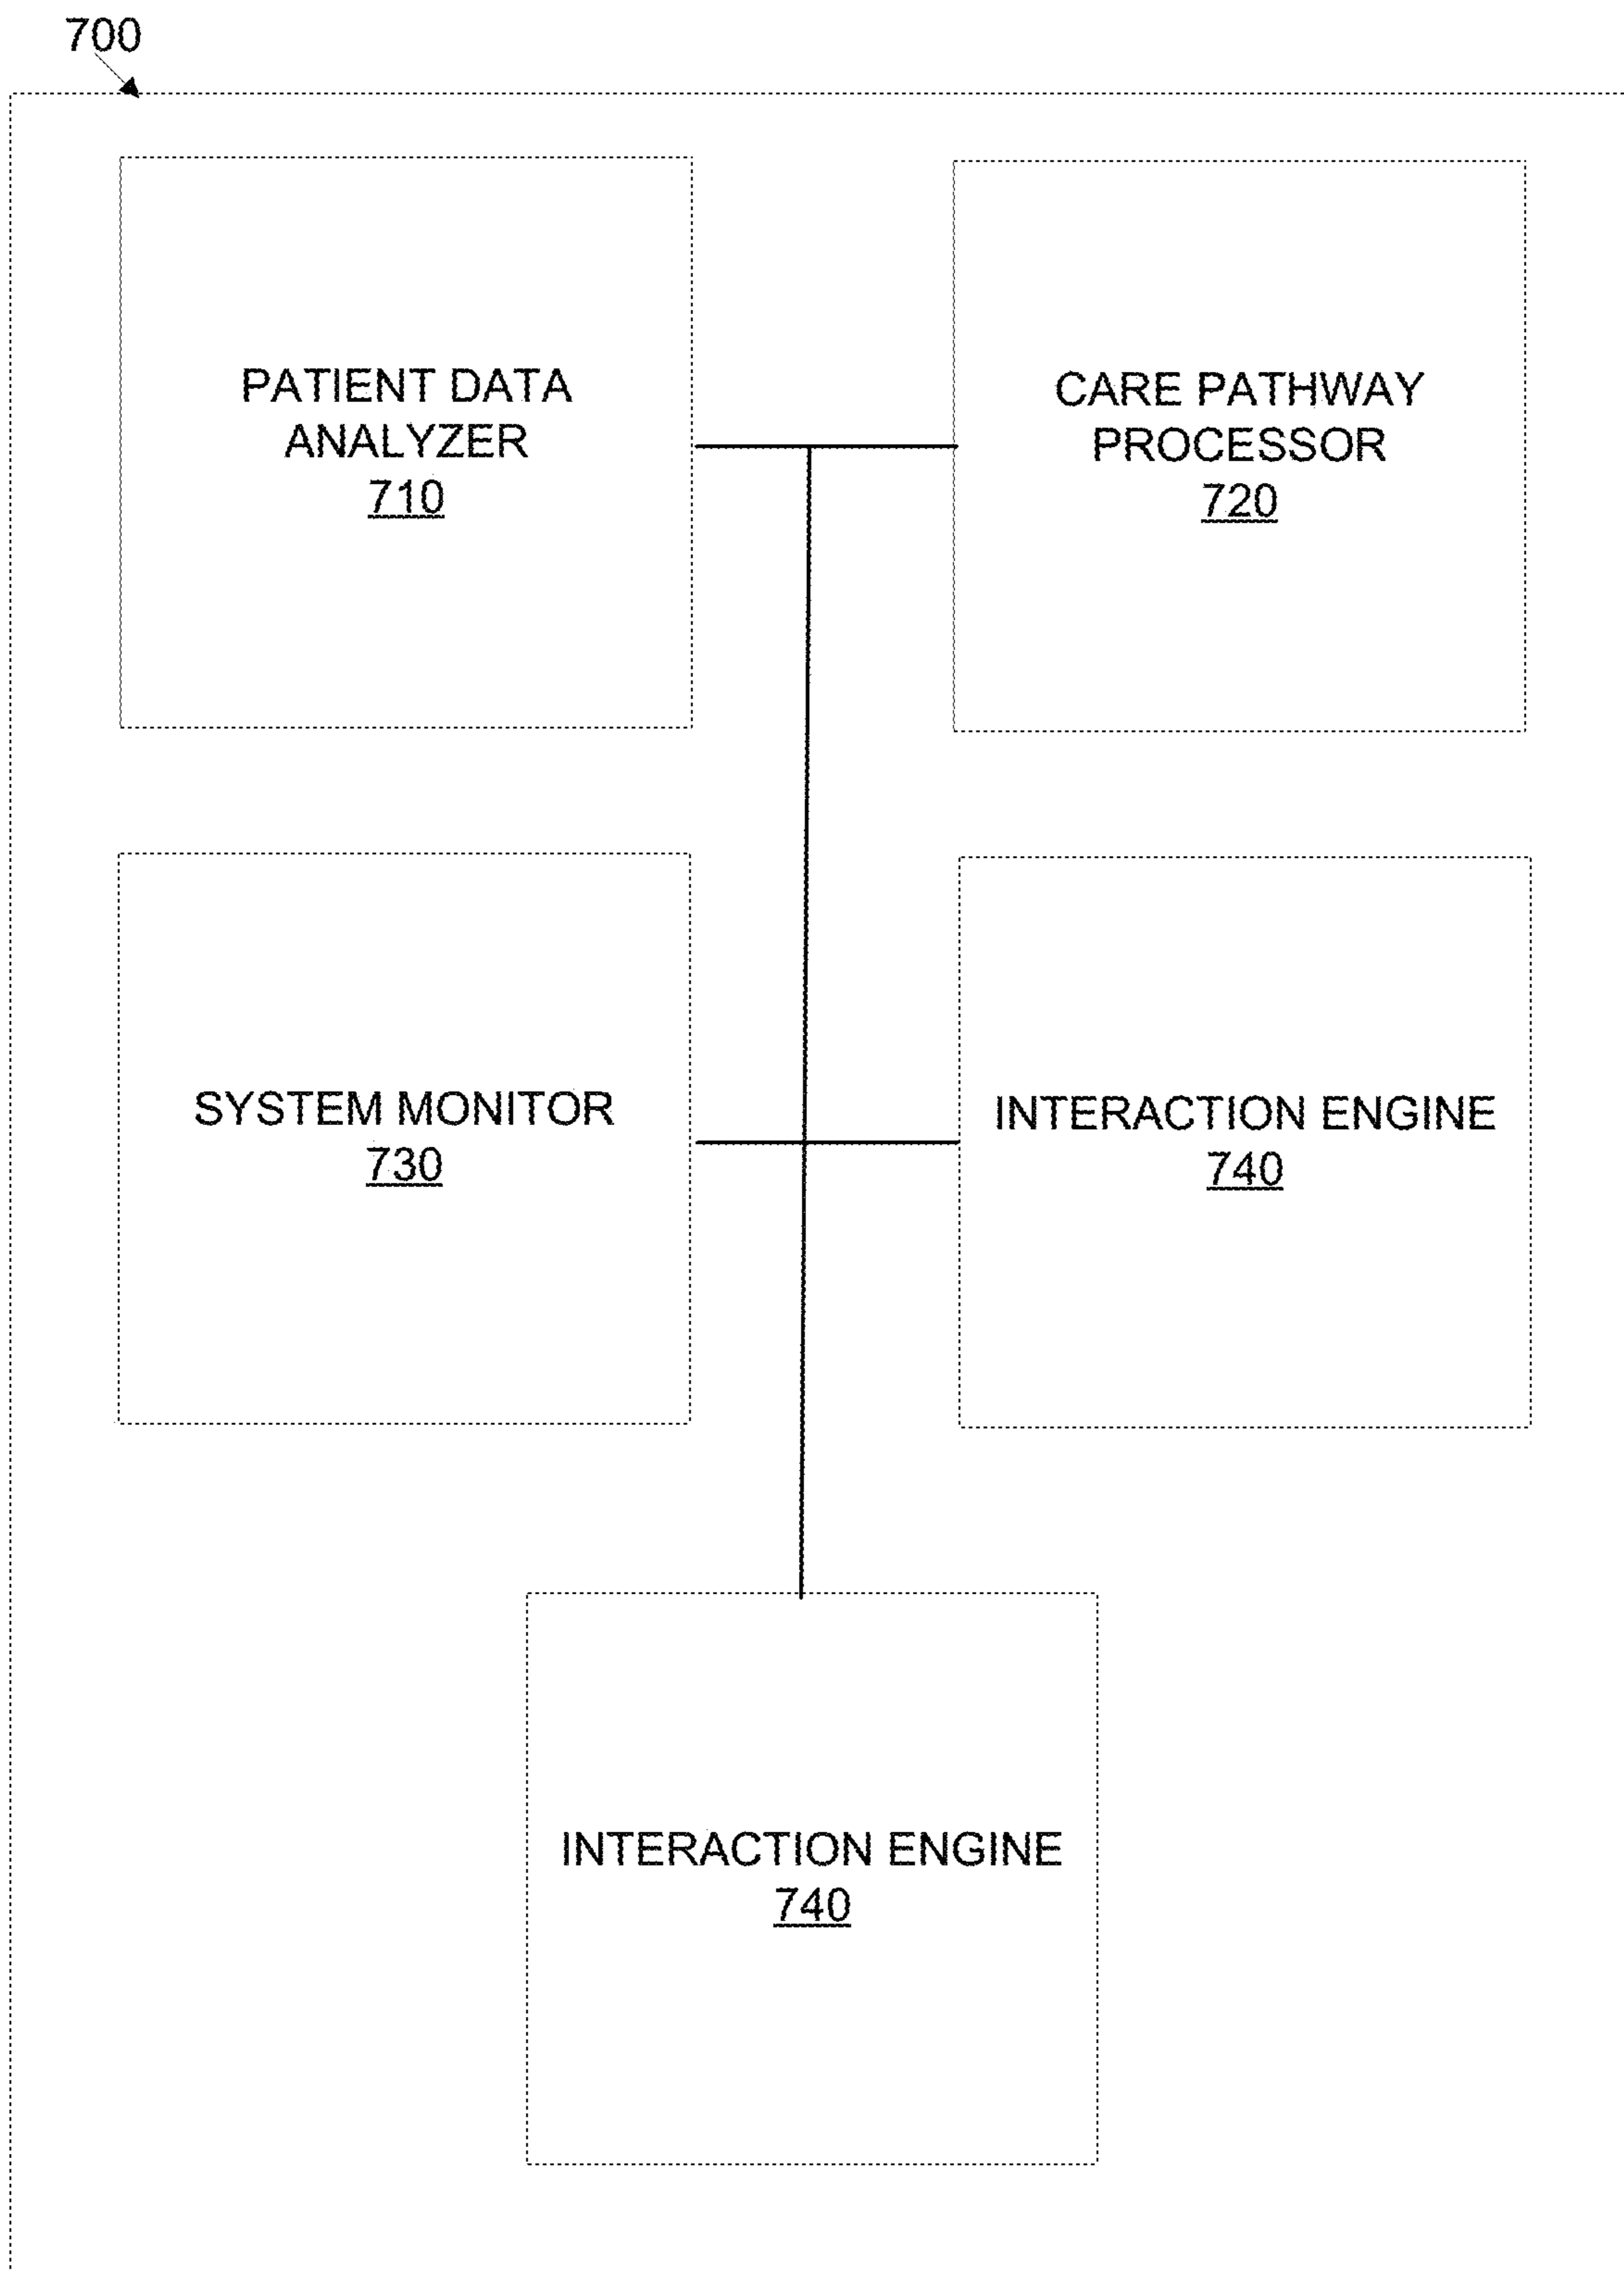 700
PATIENT DATA
ANALYZER
710
CARE PATHWAY
PROCESSOR
720
SYSTEM MONITOR
730
INTERACTION ENGINE
740
INTERACTION ENGINE
740